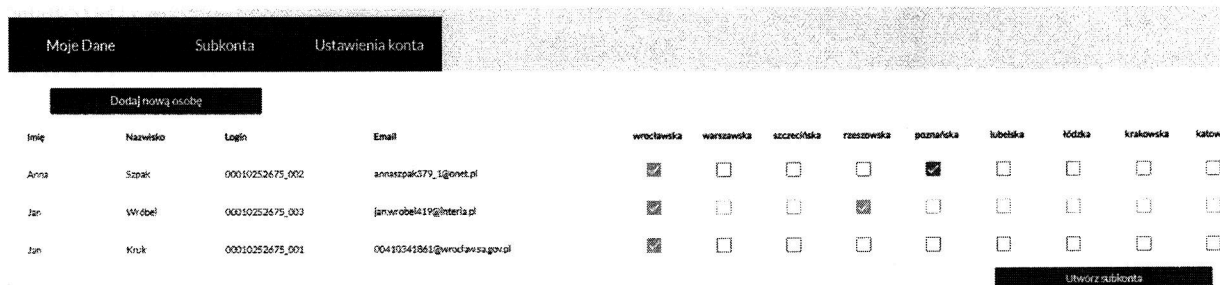 Moje Dane Subkonta Ustawienia konta
Dodaj nową osobę
Imię Nazwisko Login Email wrocławska warszawska szczecińska rzeszowska poznańska lubelska łódzka krakowska katow
Anna Szpak 00010252675_002 annaszpak379_1@onet.pl
Jan Wróbel 00010252675_003 jan.wrobel419@interia.pl
Jan Kruk 00010252675_001 00410341861@wroclaw.sa.gov.pl
Utwórz subkonta